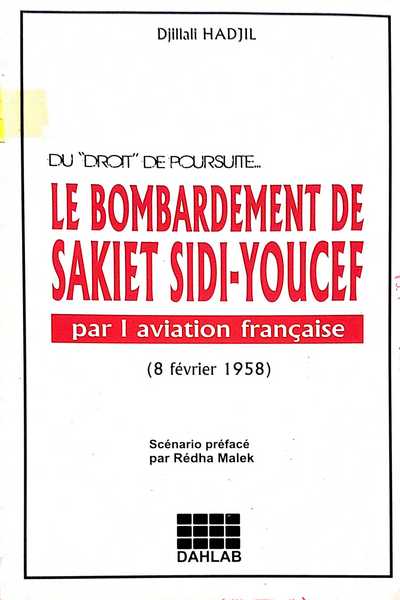 Djillali HADJIL
DU "DROIT" DE POURSUITE...
LE BOMBARDEMENT DE
SAKIET SIDI-YOUCEF
par l aviation française
(8 février 1958)
Scénario préfacé
par Rédha Malek
DAHLAB